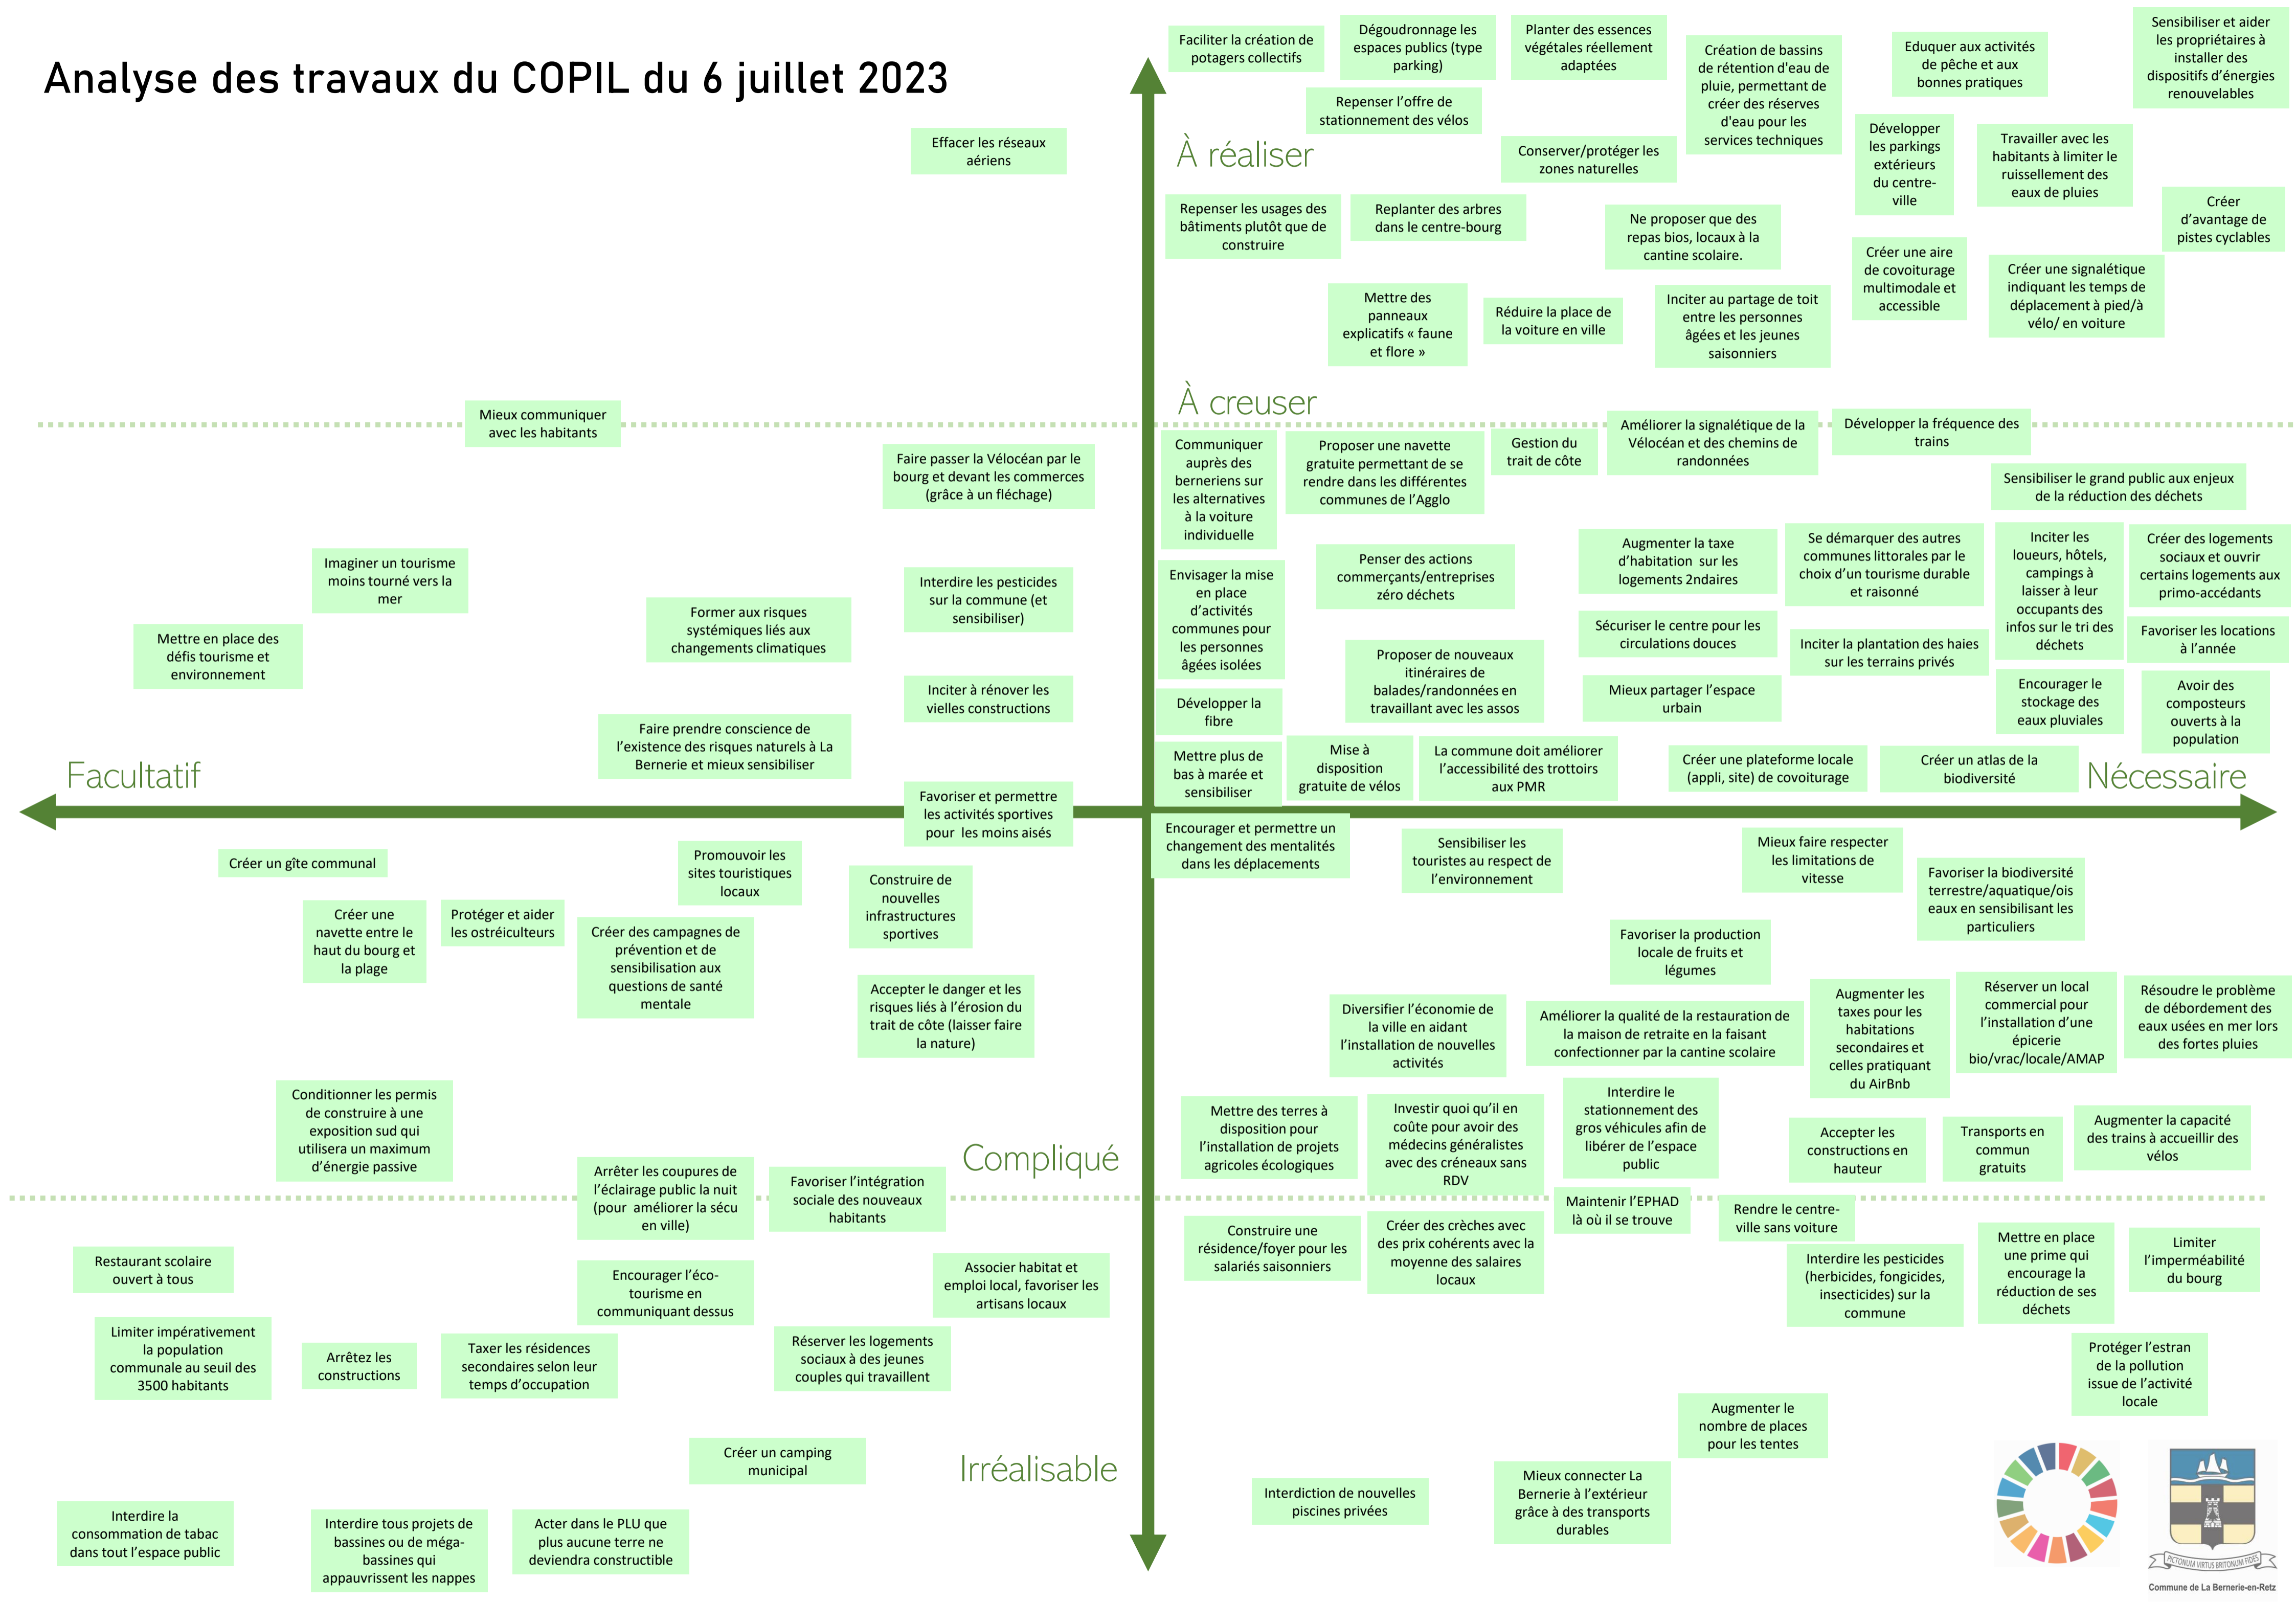 Analyse des travaux du COPIL du 6 juillet 2023
Effacer les réseaux
aériens
Mieux communiquer
avec les habitants
Faire passer la Vélocéan par le
bourg et devant les commerces
(grâce à un fléchage)
Imaginer un tourisme
moins tourné vers la
mer
Interdire les pesticides
sur la commune (et
sensibiliser)
Former aux risques
systémiques liés aux
changements climatiques
Mettre en place des
défis tourisme et
environnement
Inciter à rénover les
vielles constructions
Faire prendre conscience de
l'existence des risques naturels à La
Bernerie et mieux sensibiliser
Facultatif
Favoriser et permettre
les activités sportives
pour les moins aisés
À réaliser
Faciliter la création de
potagers collectifs
Dégoudronnage les
espaces publics (type
parking)
Planter des essences
végétales réellement
adaptées
Création de bassins
de rétention d'eau de
pluie, permettant de
créer des réserves
d'eau pour les
services techniques
Eduquer aux activités
de pêche et aux
bonnes pratiques
Sensibiliser et aider
les propriétaires à
installer des
dispositifs d'énergies
renouvelables
Repenser l'offre de
stationnement des vélos
Conserver/protéger les
zones naturelles
Développer
les parkings
extérieurs
du centre-
ville
Travailler avec les
habitants à limiter le
ruissellement des
eaux de pluies
Créer
d'avantage de
pistes cyclables
Repenser les usages des
bâtiments plutôt que de
construire
Replanter des arbres
dans le centre-bourg
Ne proposer que des
repas bios, locaux à la
cantine scolaire.
Créer une aire
de covoiturage
multimodale et
accessible
Créer une signalétique
indiquant les temps de
déplacement à pied/à
vélo/ en voiture
Mettre des
panneaux
explicatifs « faune
et flore »
Réduire la place de
la voiture en ville
Inciter au partage de toit
entre les personnes
âgées et les jeunes
saisonniers
À creuser
Communiquer
auprès des
berneriens sur
les alternatives
à la voiture
individuelle
Proposer une navette
gratuite permettant de se
rendre dans les différentes
communes de l'Agglo
Gestion du
trait de côte
Améliorer la signalétique de la
Vélocéan et des chemins de
randonnées
Développer la fréquence des
trains
Sensibiliser le grand public aux enjeux
de la réduction des déchets
Envisager la mise
en place
d'activités
communes pour
les personnes
âgées isolées
Penser des actions
commerçants/entreprises
zéro déchets
Augmenter la taxe
d'habitation sur les
logements 2ndaires
Se démarquer des autres
communes littorales par le
choix d'un tourisme durable
et raisonné
Inciter les
loueurs, hôtels,
campings à
laisser à leur
occupants des
infos sur le tri des
déchets
Créer des logements
sociaux et ouvrir
certains logements aux
primo-accédants
Sécuriser le centre pour les
circulations douces
Inciter la plantation des haies
sur les terrains privés
Favoriser les locations
à l'année
Proposer de nouveaux
itinéraires de
balades/randonnées en
travaillant avec les assos
Mieux partager l'espace
urbain
Encourager le
stockage des
eaux pluviales
Avoir des
composteurs
ouverts à la
population
Développer la
fibre
Mettre plus de
bas à marée et
sensibiliser
Mise à
disposition
gratuite de vélos
La commune doit améliorer
l'accessibilité des trottoirs
aux PMR
Créer une plateforme locale
(appli, site) de covoiturage
Créer un atlas de la
biodiversité
Nécessaire
Créer un gîte communal
Promouvoir les
sites touristiques
locaux
Construire de
nouvelles
infrastructures
sportives
Créer une
navette entre le
haut du bourg et
la plage
Protéger et aider
les ostréiculteurs
Créer des campagnes de
prévention et de
sensibilisation aux
questions de santé
mentale
Accepter le danger et les
risques liés à l'érosion du
trait de côte (laisser faire
la nature)
Conditionner les permis
de construire à une
exposition sud qui
utilisera un maximum
d'énergie passive
Compliqué
Arrêter les coupures de
l'éclairage public la nuit
(pour améliorer la sécu
en ville)
Favoriser l'intégration
sociale des nouveaux
habitants
Restaurant scolaire
ouvert à tous
Encourager l'éco-
tourisme en
communiquant dessus
Associer habitat et
emploi local, favoriser les
artisans locaux
Limiter impérativement
la population
communale au seuil des
3500 habitants
Arrêtez les
constructions
Taxer les résidences
secondaires selon leur
temps d'occupation
Réserver les logements
sociaux à des jeunes
couples qui travaillent
Créer un camping
municipal
Irréalisable
Interdire la
consommation de tabac
dans tout l'espace public
Interdire tous projets de
bassines ou de méga-
bassines qui
appauvrissent les nappes
Acter dans le PLU que
plus aucune terre ne
deviendra constructible
Encourager et permettre un
changement des mentalités
dans les déplacements
Sensibiliser les
touristes au respect de
l'environnement
Mieux faire respecter
les limitations de
vitesse
Favoriser la biodiversité
terrestre/aquatique/ois
eaux en sensibilisant les
particuliers
Favoriser la production
locale de fruits et
légumes
Diversifier l'économie de
la ville en aidant
l'installation de nouvelles
activités
Améliorer la qualité de la restauration de
la maison de retraite en la faisant
confectionner par la cantine scolaire
Augmenter les
taxes pour les
habitations
secondaires et
celles pratiquant
du AirBnb
Réserver un local
commercial pour
l'installation d'une
épicerie
bio/vrac/locale/AMAP
Résoudre le problème
de débordement des
eaux usées en mer lors
des fortes pluies
Mettre des terres à
disposition pour
l'installation de projets
agricoles écologiques
Investir quoi qu'il en
coûte pour avoir des
médecins généralistes
avec des créneaux sans
RDV
Interdire le
stationnement des
gros véhicules afin de
libérer de l'espace
public
Accepter les
constructions en
hauteur
Transports en
commun
gratuits
Augmenter la capacité
des trains à accueillir des
vélos
Construire une
résidence/foyer pour les
salariés saisonniers
Créer des crèches avec
des prix cohérents avec la
moyenne des salaires
locaux
Maintenir l'EPHAD
là où il se trouve
Rendre le centre-
ville sans voiture
Interdire les pesticides
(herbicides, fongicides,
insecticides) sur la
commune
Mettre en place
une prime qui
encourage la
réduction de ses
déchets
Limiter
l'imperméabilité
du bourg
Protéger l'estran
de la pollution
issue de l'activité
locale
Augmenter le
nombre de places
pour les tentes
Interdiction de nouvelles
piscines privées
Mieux connecter La
Bernerie à l'extérieur
grâce à des transports
durables
PICTONUM VIRTUS BRITONUM FIDES
Commune de La Bernerie-en-Retz